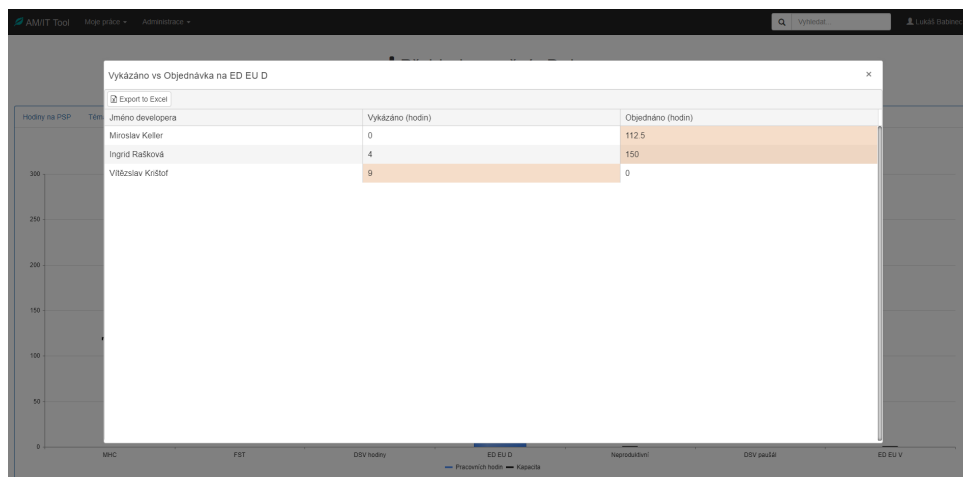 AM/IT Tool Moje práce Administrace Vyhledat... Lukáš Babinec
Vykázáno vs Objednávka na ED EU D ×
Export to Excel
Hodiny na PSP
Jméno developera Vykázáno (hodin) Objednáno (hodin)
Miroslav Keller 0 112.5
Ingrid Rašková 4 150
Vítězslav Krištof 9 0
300
250
200
150
100
50
0
MHC FST DSV hodiny ED EU D Neproduktivní DSV paušál ED EU V
Pracovních hodin Kapacita